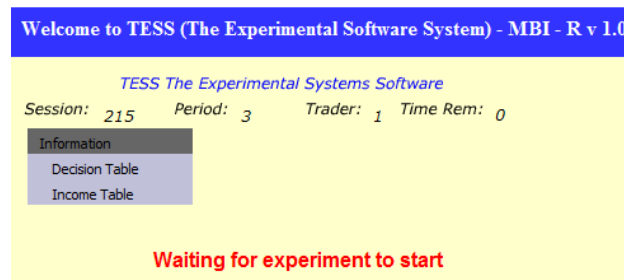 Welcome to TESS (The Experimental Software System) - MBI - R v 1.0
TESS The Experimental Systems Software
Session: 215 Period: 3 Trader: 1 Time Rem: 0
Information
Decision Table
Income Table
Waiting for experiment to start